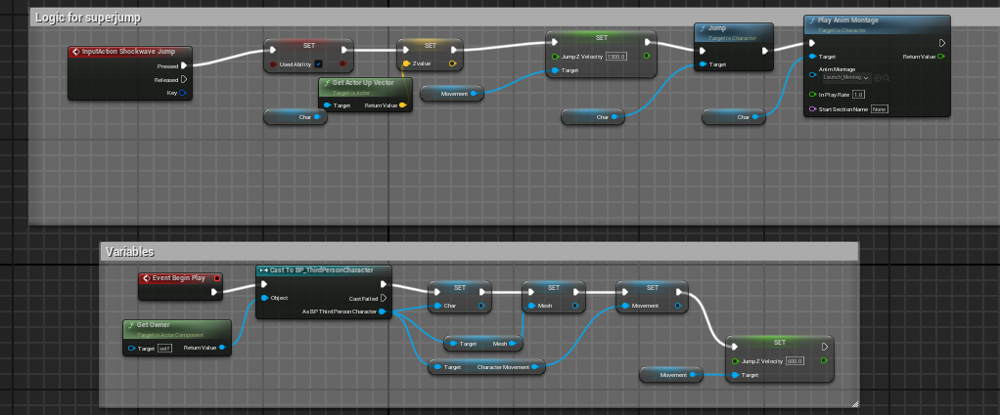 Logic for superjump
InputAction Shockwave Jump
Pressed
Released
Key
SET
Used Ability
SET
Zvalue
Get Actor Up Vector
Target is Actor
Target Return Value
Char
Movement
SET
Jump Z Velocity 1300.0
Target
Char
Jump
Target is Character
Target
Char
Play Anim Montage
Target is Character
Target Return Value
Anim Montage
Launch_Montag
In Play Rate 1.0
Start Section Name None
Variables
Event Begin Play
Get Owner
Target is Actor Component
Target self Return Value
Cast To BP_ThirdPersonCharacter
Object
Cast Failed
As BP Third Person Character
SET
Char
SET
Mesh
SET
Movement
Target Mesh
Target Character Movement
Movement
SET
Jump Z Velocity 600.0
Target